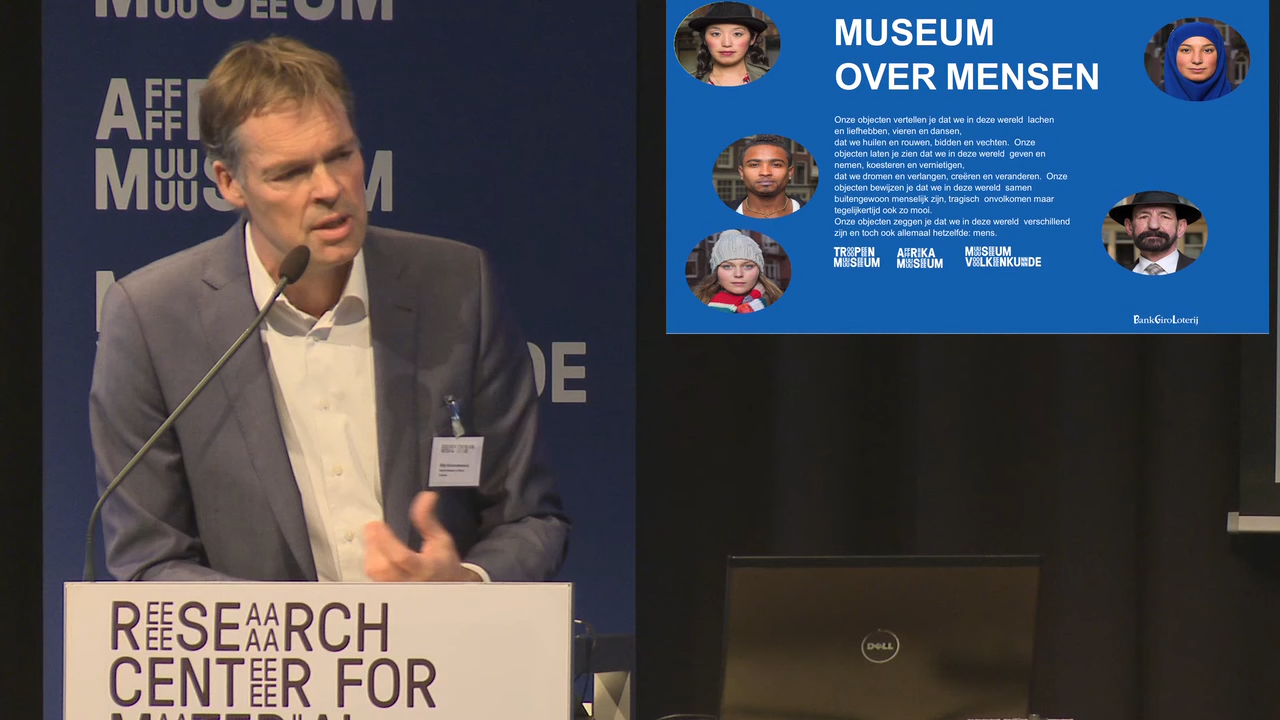 MUSEUM
AFRIKA
MUSEUM
DE
RESEARCH
CENTER FOR
MATERIAL
DELL
MUSEUM
OVER MENSEN
Onze objecten vertellen je dat we in deze wereld lachen
en liefhebben, vieren en dansen,
dat we huilen en rouwen, bidden en vechten. Onze
objecten laten je zien dat we in deze wereld geven en
nemen, koesteren en vernietigen,
dat we dromen en verlangen, creëren en veranderen. Onze
objecten bewijzen je dat we in deze wereld samen
buitengewoon menselijk zijn, tragisch onvolkomen maar
tegelijkertijd ook zo mooi.
Onze objecten zeggen je dat we in deze wereld verschillend
zijn en toch ook allemaal hetzelfde: mens.
TROPEN
MUSEUM
AFRIKA
MUSEUM
MUSEUM
VOLKENKUNDE
BankGiroLoterij